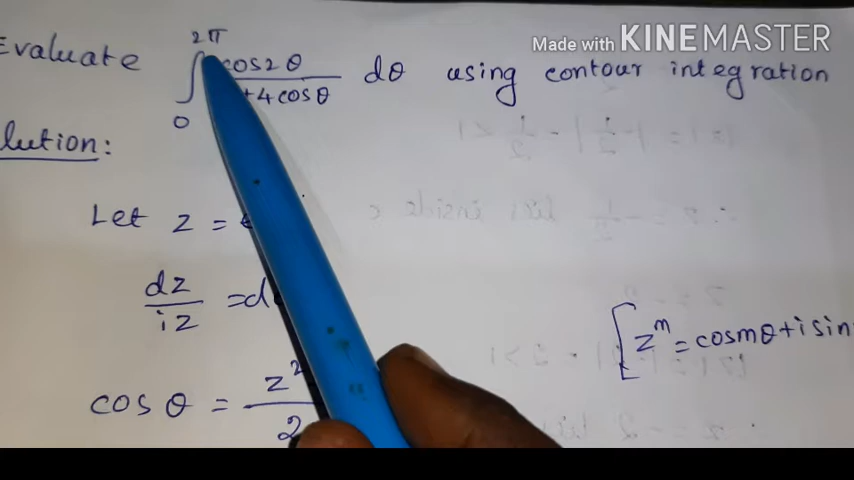 Made with KINEMASTER
Evaluate ∫ 0 2π cos2θ / +4cosθ dθ using contour integration
lution:
Let z =
dz / iz = d
[z^m = cosmθ + i sin
cos θ = z² / 2